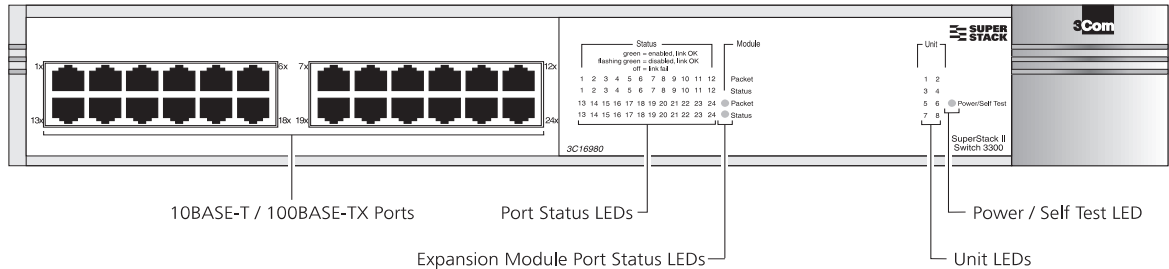 SUPER
STACK
3Com
Status
Module
Unit
green = enabled, link OK
flashing green = disabled, link OK
off = link fail
1x 6x 7x 12x
1 2 3 4 5 6 7 8 9 10 11 12 Packet
1 2
1 2 3 4 5 6 7 8 9 10 11 12 Status
3 4
13 14 15 16 17 18 19 20 21 22 23 24 Packet
5 6 Power/Self Test
13 14 15 16 17 18 19 20 21 22 23 24 Status
7 8
13x 18x 19x 24x
3C16980
SuperStack II
Switch 3300
10BASE-T / 100BASE-TX Ports
Port Status LEDs
Power / Self Test LED
Expansion Module Port Status LEDs
Unit LEDs